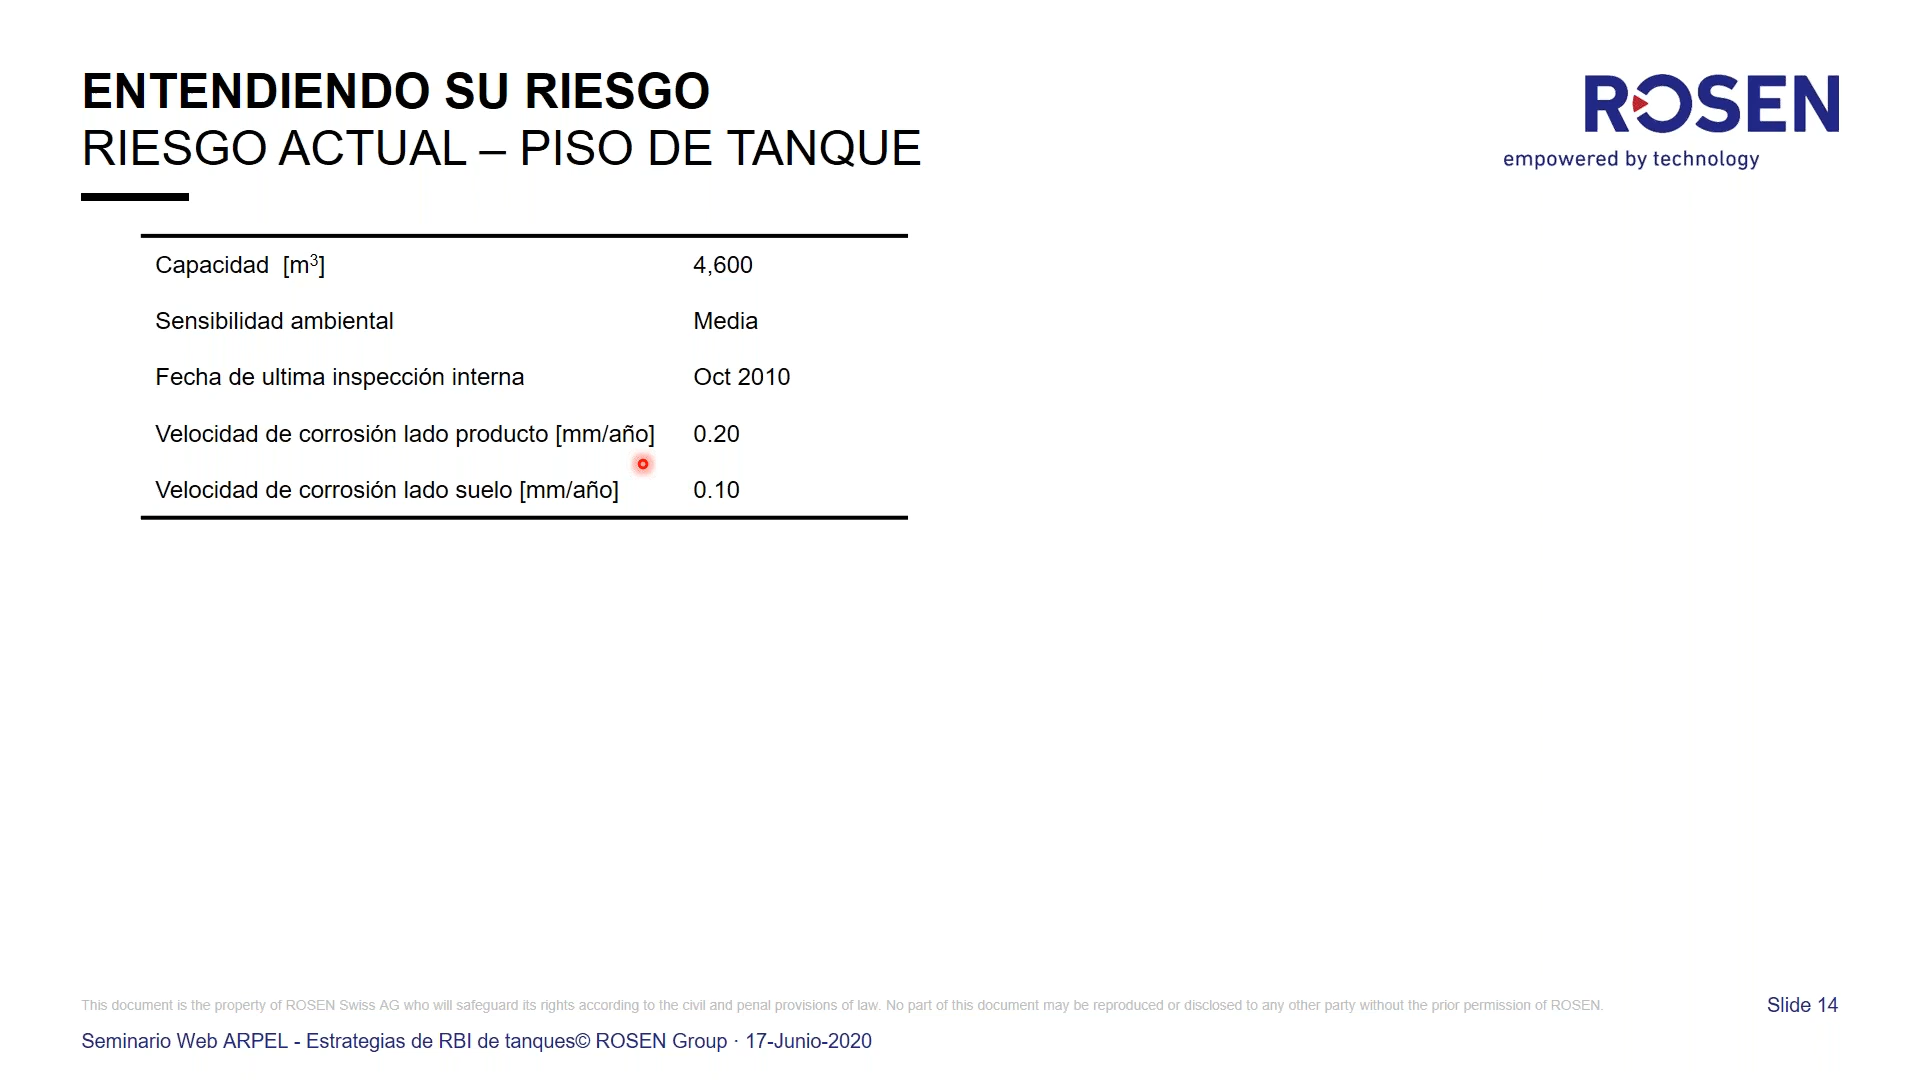 ENTENDIENDO SU RIESGO
RIESGO ACTUAL – PISO DE TANQUE
ROSEN
empowered by technology
Capacidad [m³] 4,600
Sensibilidad ambiental Media
Fecha de ultima inspección interna Oct 2010
Velocidad de corrosión lado producto [mm/año] 0.20
Velocidad de corrosión lado suelo [mm/año] 0.10
This document is the property of ROSEN Swiss AG who will safeguard its rights according to the civil and penal provisions of law. No part of this document may be reproduced or disclosed to any other party without the prior permission of ROSEN.
Slide 14
Seminario Web ARPEL - Estrategias de RBI de tanques© ROSEN Group · 17-Junio-2020